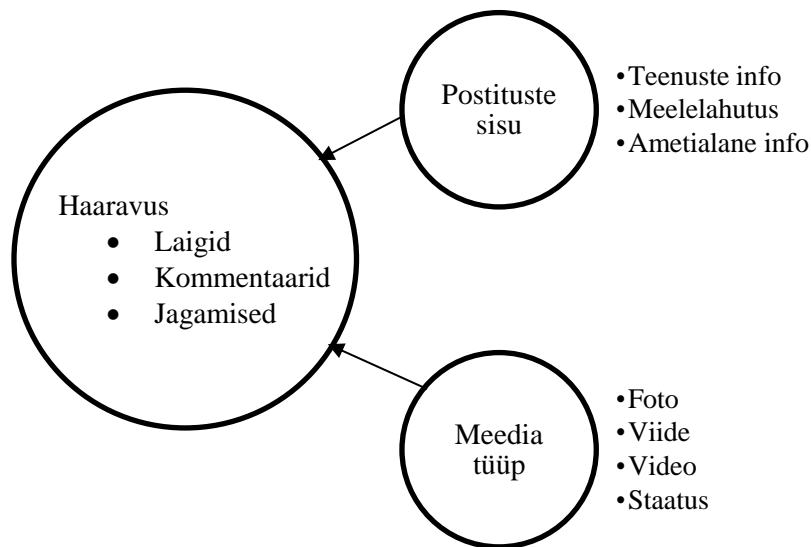 Postituste
sisu
•Teenuste info
•Meelelahutus
•Ametialane info
Haaravus
• Laigid
• Kommentaarid
• Jagamised
Meedia
tüüp
•Foto
•Viide
•Video
•Staatus